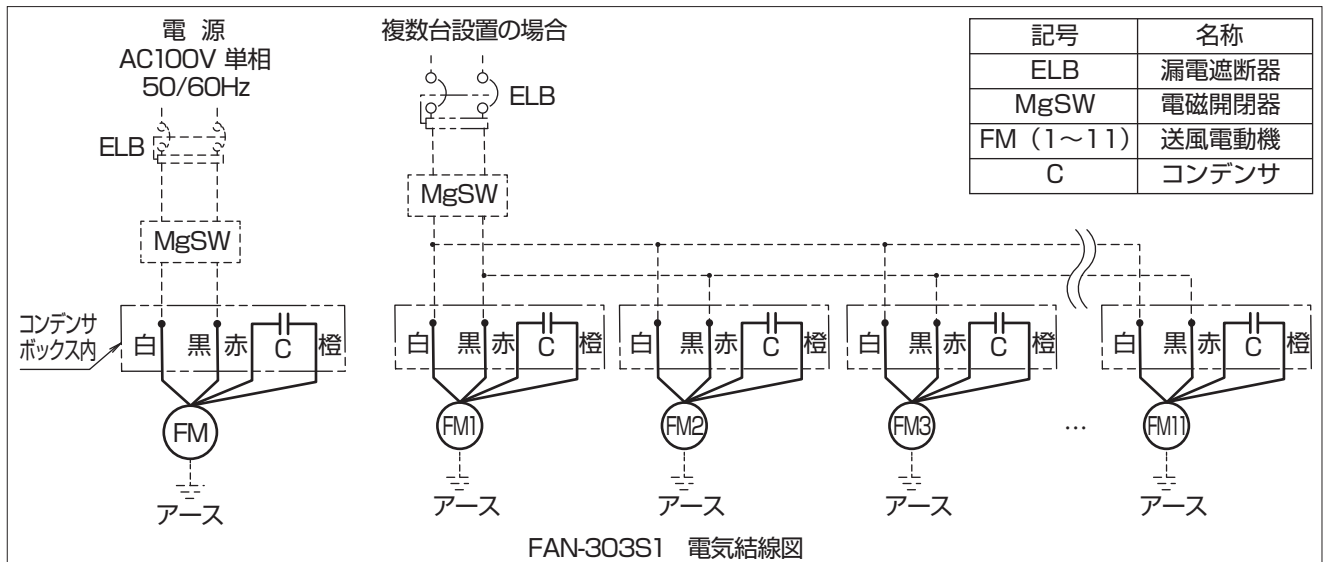 電 源
AC100V 単相
50/60Hz
ELB
MgSW
コンデンサ
ボックス内
白 黒 赤 C 橙
FM
アース
複数台設置の場合
ELB
MgSW
白 黒 赤 C 橙
白 黒 赤 C 橙
白 黒 赤 C 橙
白 黒 赤 C 橙
FM1 FM2 FM3 … FM11
アース アース アース アース
記号 名称
ELB 漏電遮断器
MgSW 電磁開閉器
FM（1～11） 送風電動機
C コンデンサ
FAN-303S1 電気結線図